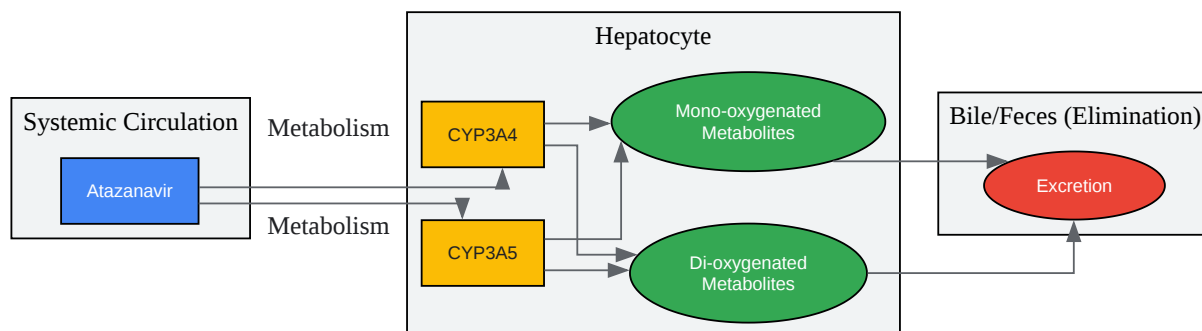 Hepatocyte
Systemic Circulation
Metabolism
Atazanavir
Metabolism
CYP3A4
CYP3A5
Mono-oxygenated
Metabolites
Di-oxygenated
Metabolites
Bile/Feces (Elimination)
Excretion